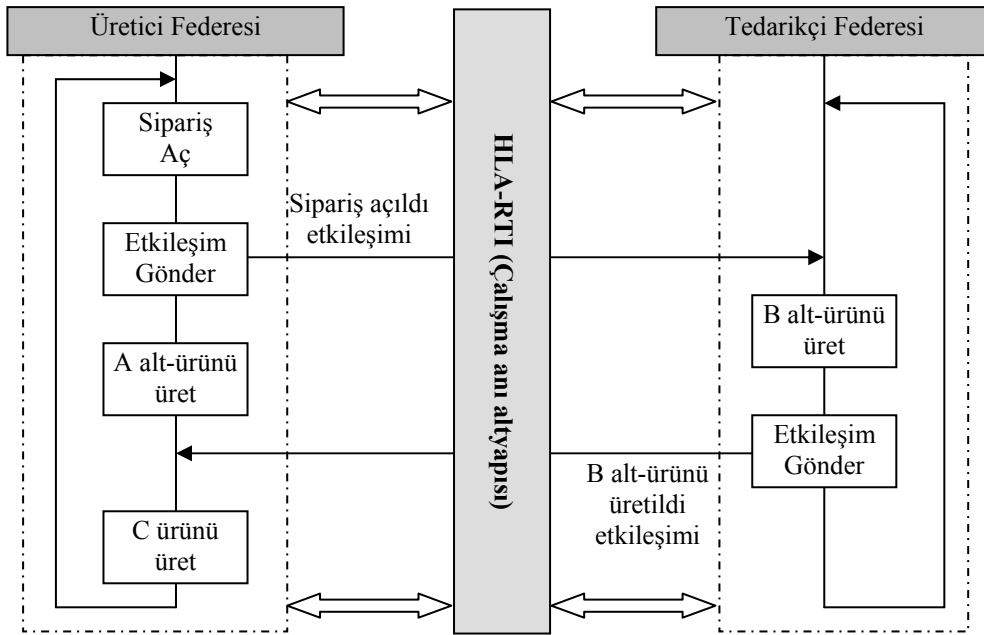 Üretici Federesi
Tedarikçi Federesi
Sipariş
Aç
Sipariş açıldı
etkileşimi
Etkileşim
Gönder
A alt-ürünü
üret
C ürünü
üret
HLA-RTI (Çalışma anı altyapısı)
B alt-ürünü
üret
Etkileşim
Gönder
B alt-ürünü
üretildi
etkileşimi